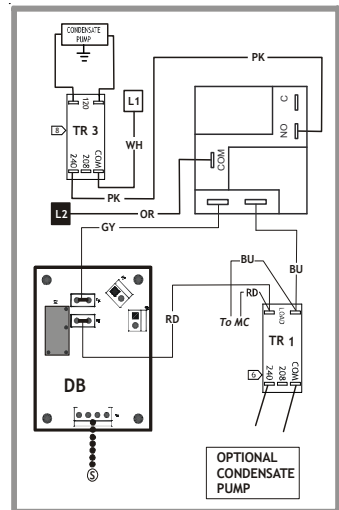 CONDENSATE
PUMP
120
TR 3
8
240
208
COM
L1
WH
PK
PK
C
NO
COM
L2
OR
GY
BU
BU
RD
RD
To MC
LOAD
TR 1
6
240
208
COM
DB
S
OPTIONAL
CONDENSATE
PUMP